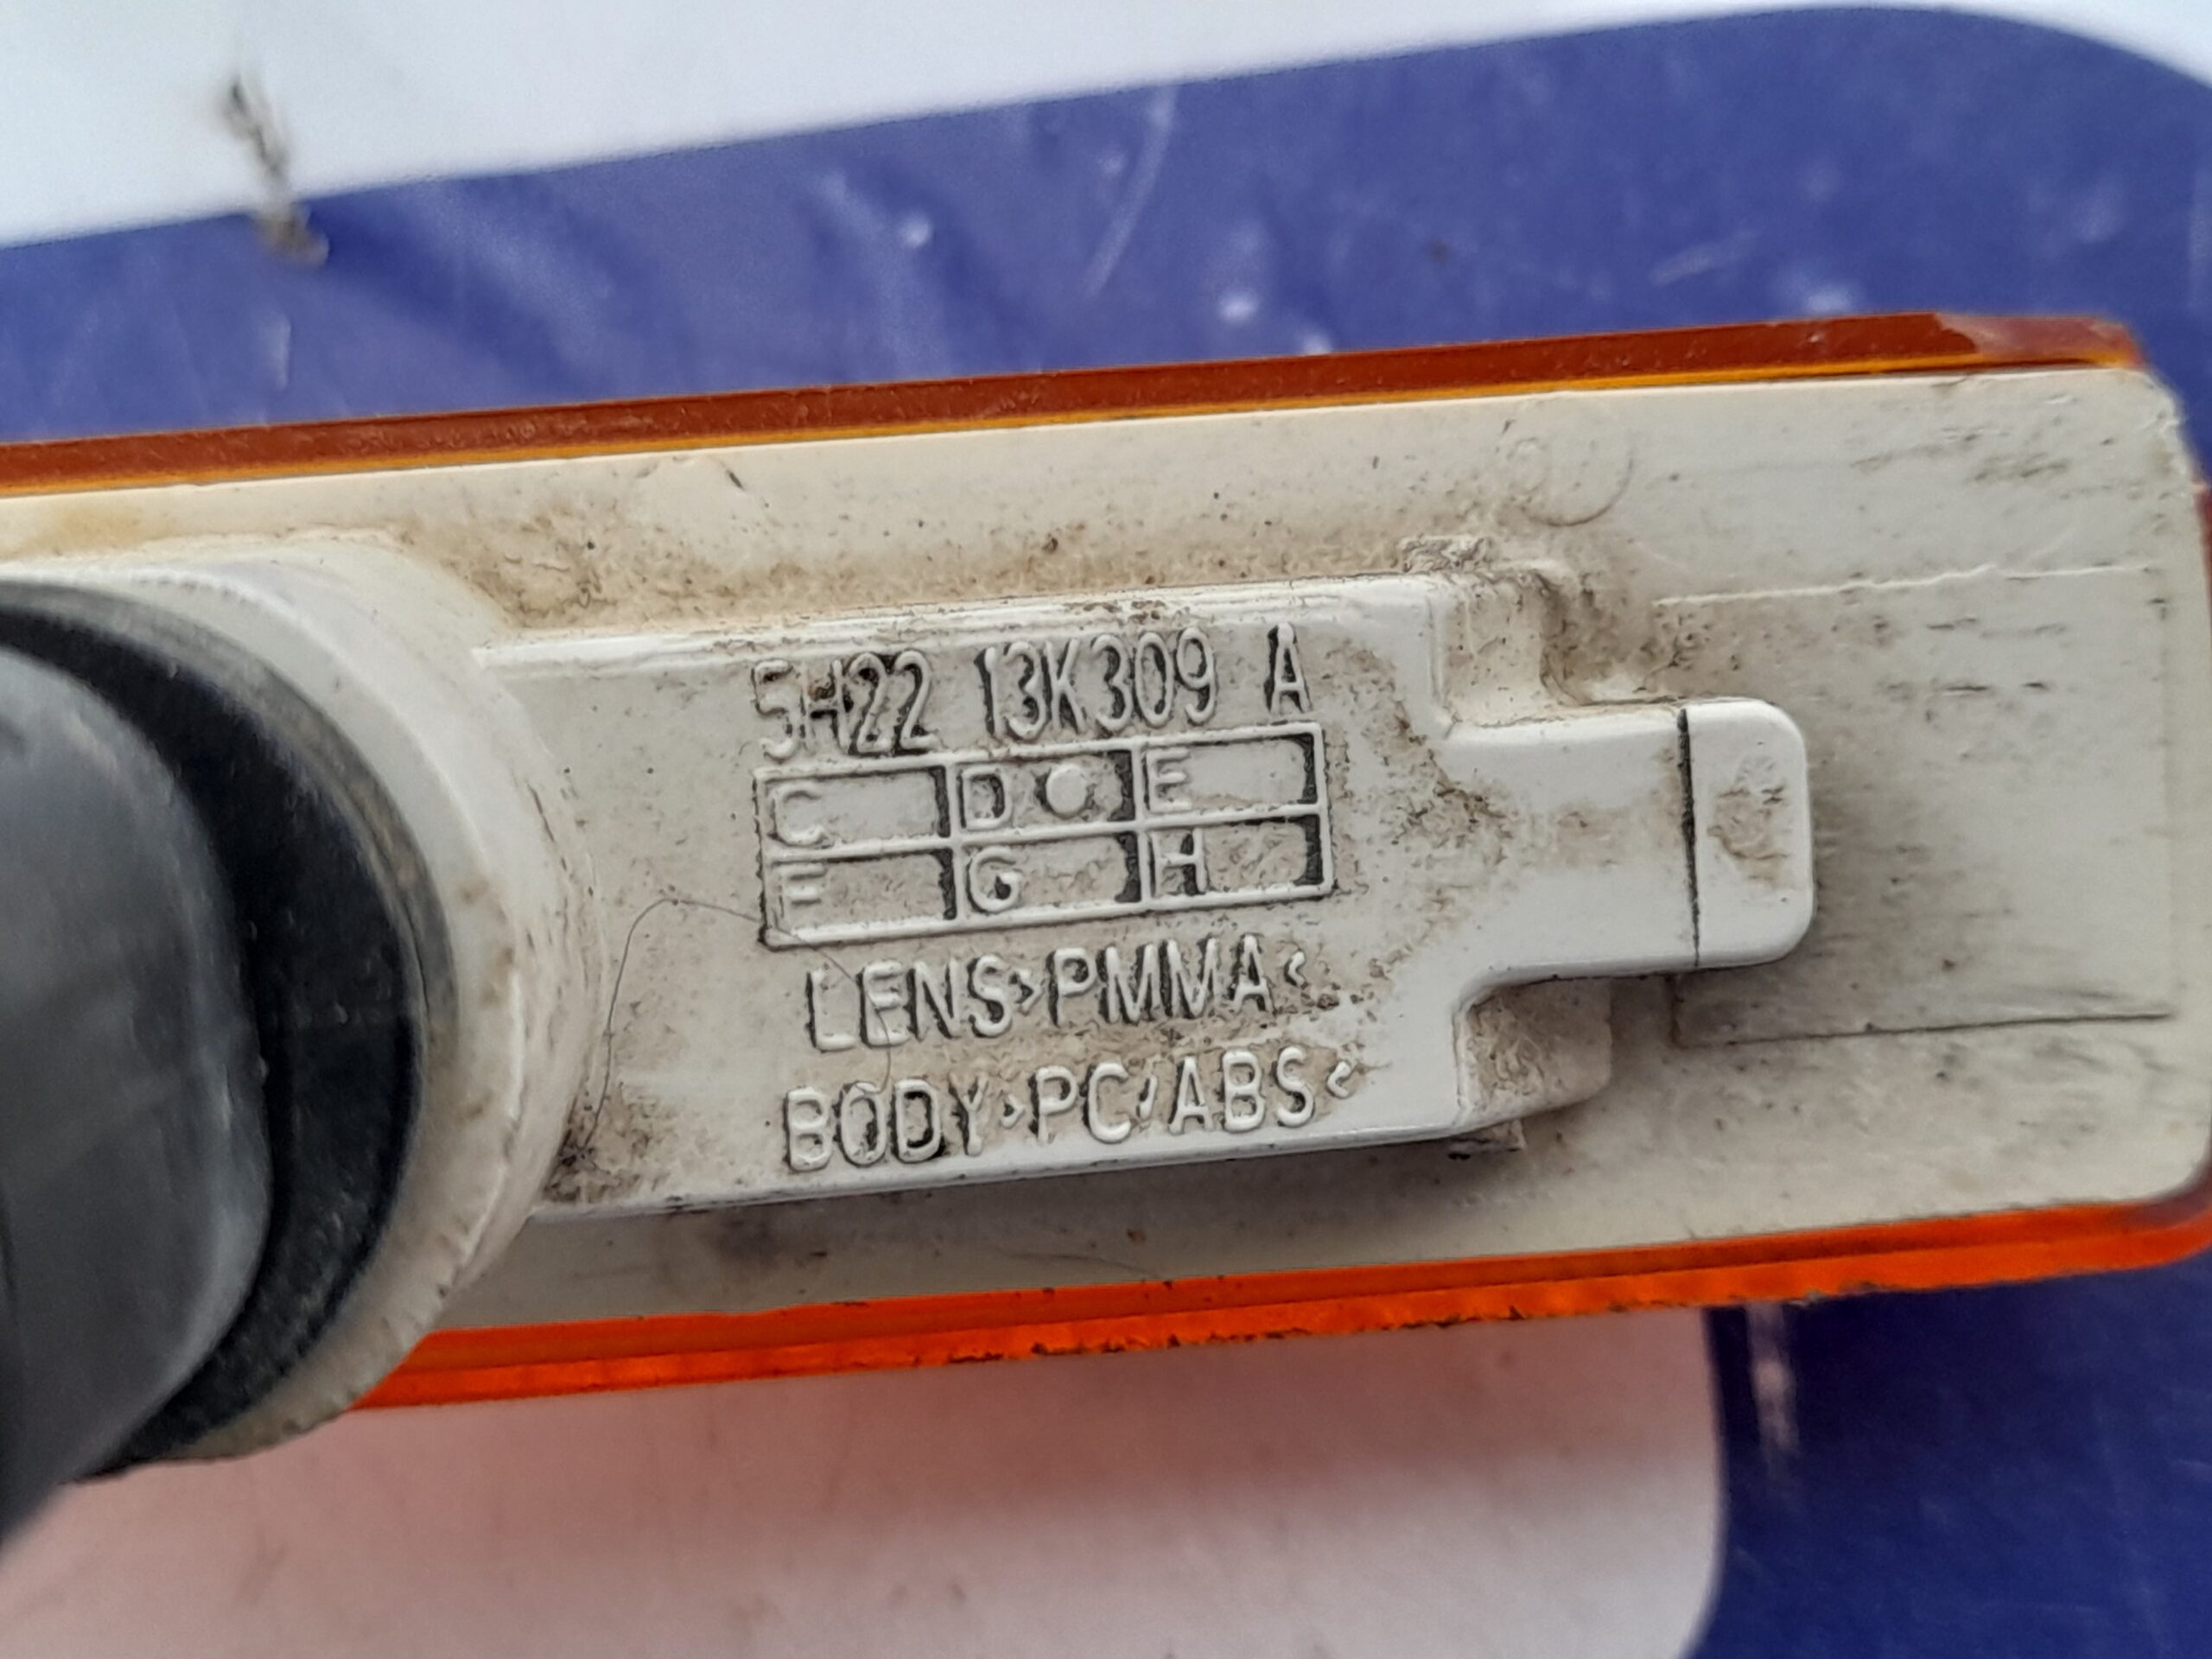 5H22 13K309 A
C D E
F G H
LENS>PMMA<
BODY>PC/ABS<